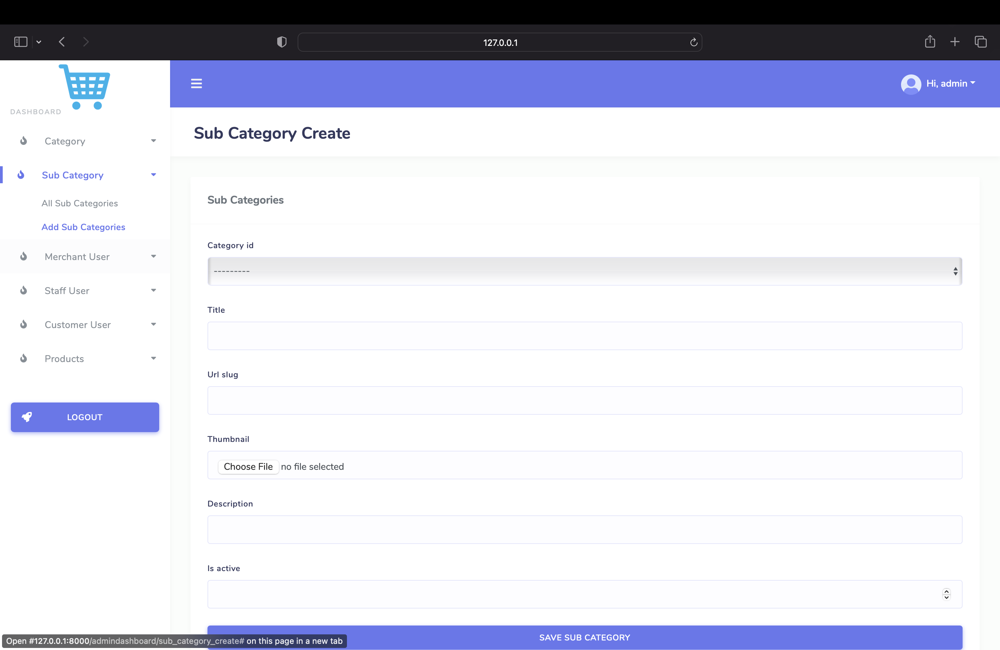 127.0.0.1
DASHBOARD
Category
Sub Category
All Sub Categories
Add Sub Categories
Merchant User
Staff User
Customer User
Products
LOGOUT
Hi, admin
Sub Category Create
Sub Categories
Category id
---------
Title
Url slug
Thumbnail
Choose File no file selected
Description
Is active
SAVE SUB CATEGORY
Open #127.0.0.1:8000/admindashboard/sub_category_create# on this page in a new tab